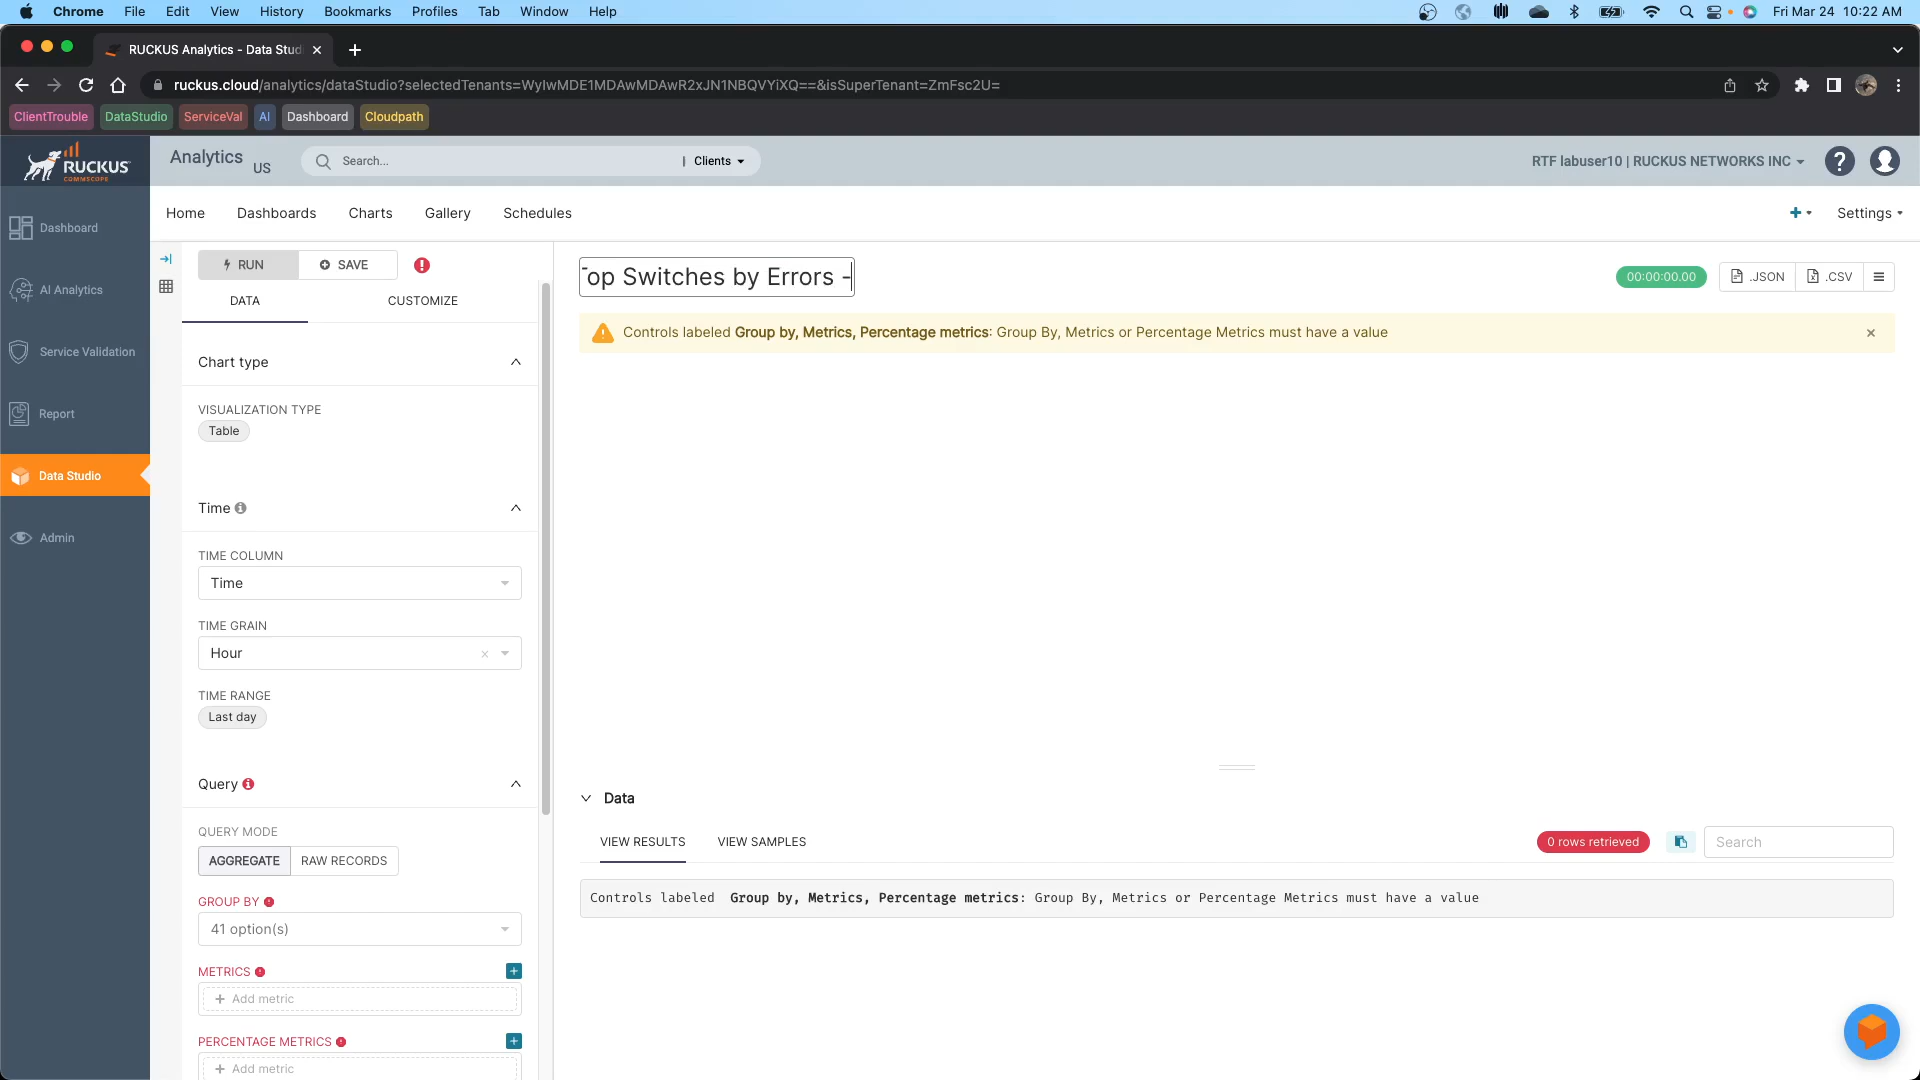 Chrome File Edit View History Bookmarks Profiles Tab Window Help Fri Mar 24 10:22 AM
RUCKUS Analytics - Data Stud
ruckus.cloud/analytics/dataStudio?selectedTenants=WyIwMDE1MDAwMDAwR2xJN1NBQVYiXQ==&isSuperTenant=ZmFsc2U=
ClientTrouble DataStudio ServiceVal AI Dashboard Cloudpath
RUCKUS
COMMSCOPE
Analytics US Search... | Clients RTF labuser10 | RUCKUS NETWORKS INC ?
Home Dashboards Charts Gallery Schedules + Settings
Dashboard
AI Analytics
Service Validation
Report
Data Studio
Admin
RUN SAVE
DATA CUSTOMIZE
Chart type
VISUALIZATION TYPE
Table
Time
TIME COLUMN
Time
TIME GRAIN
Hour
TIME RANGE
Last day
Query
QUERY MODE
AGGREGATE RAW RECORDS
GROUP BY
41 option(s)
METRICS
+ Add metric
PERCENTAGE METRICS
+ Add metric
op Switches by Errors -
00:00:00.00 .JSON .CSV
Controls labeled Group by, Metrics, Percentage metrics: Group By, Metrics or Percentage Metrics must have a value
Data
VIEW RESULTS VIEW SAMPLES 0 rows retrieved Search
Controls labeled Group by, Metrics, Percentage metrics: Group By, Metrics or Percentage Metrics must have a value